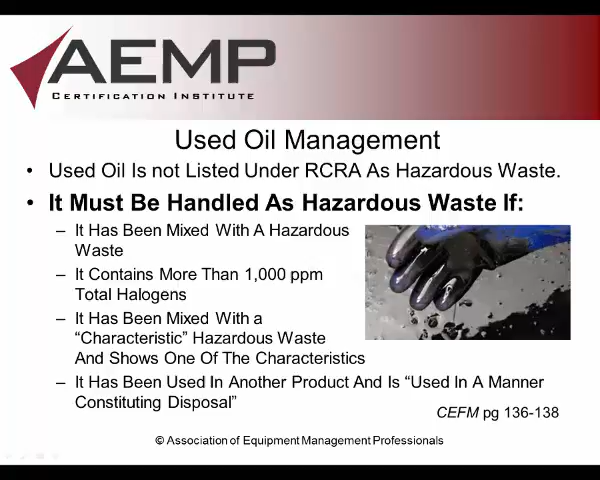 AEMP
CERTIFICATION INSTITUTE
Used Oil Management
• Used Oil Is not Listed Under RCRA As Hazardous Waste.
• It Must Be Handled As Hazardous Waste If:
– It Has Been Mixed With A Hazardous
Waste
– It Contains More Than 1,000 ppm
Total Halogens
– It Has Been Mixed With a
“Characteristic” Hazardous Waste
And Shows One Of The Characteristics
– It Has Been Used In Another Product And Is “Used In A Manner
Constituting Disposal”
CEFM pg 136-138
© Association of Equipment Management Professionals